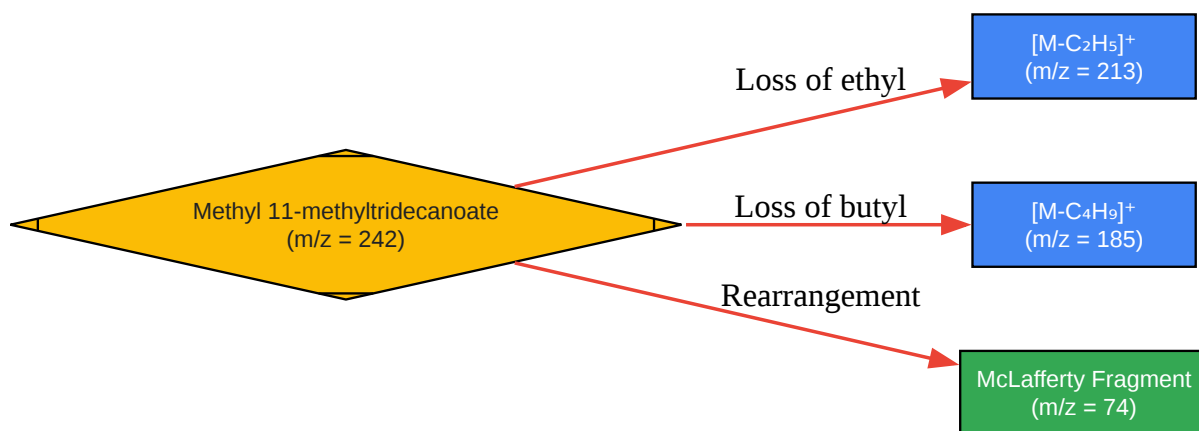 [M-C₂H₅]⁺
(m/z = 213)
Loss of ethyl
Methyl 11-methyltridecanoate
(m/z = 242)
Loss of butyl
[M-C₄H₉]⁺
(m/z = 185)
Rearrangement
McLafferty Fragment
(m/z = 74)